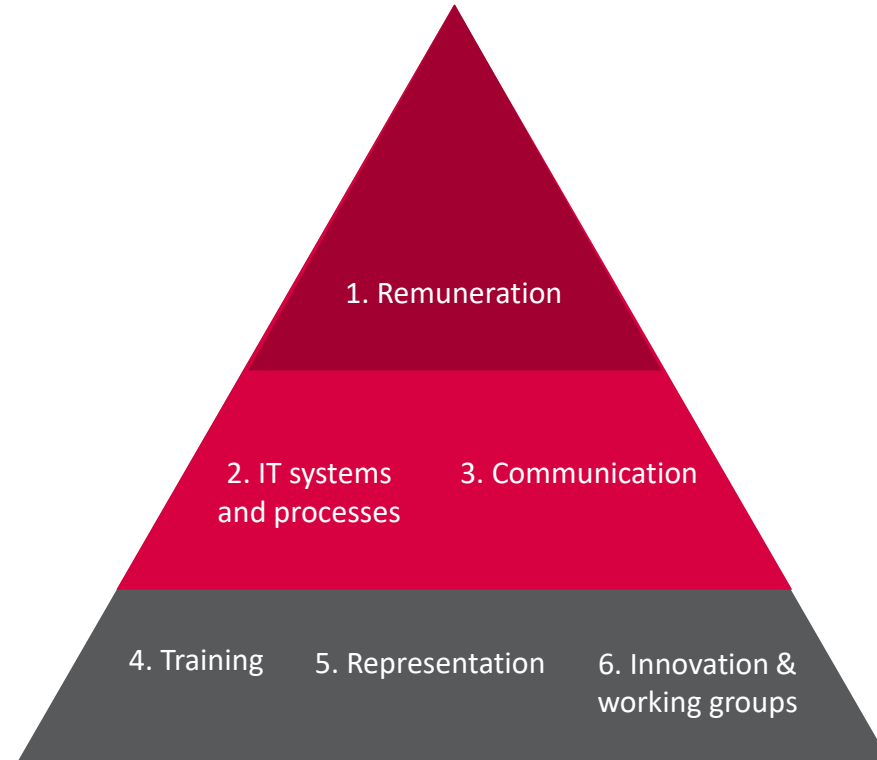 1. Remuneration
2. IT systems
and processes
3. Communication
4. Training
5. Representation
6. Innovation &
working groups